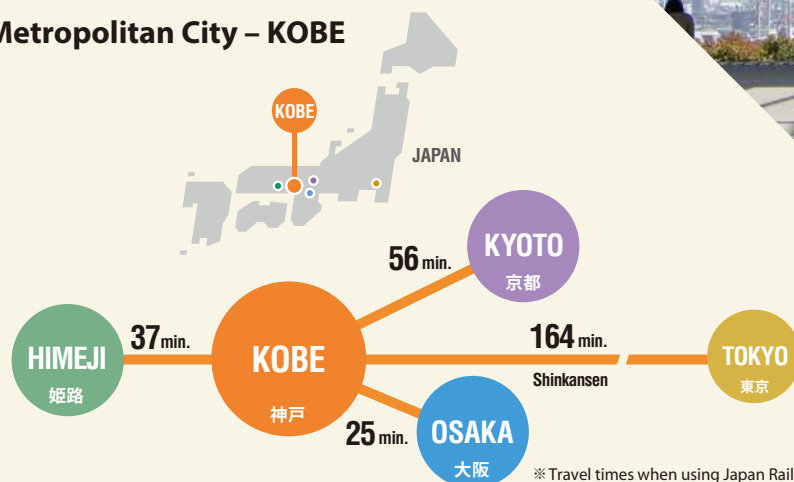 Metropolitan City – KOBE
KOBE
JAPAN
KYOTO
京都
56 min.
HIMEJI
姫路
37 min.
KOBE
神戸
164 min.
Shinkansen
TOKYO
東京
25 min.
OSAKA
大阪
※Travel times when using Japan Rail